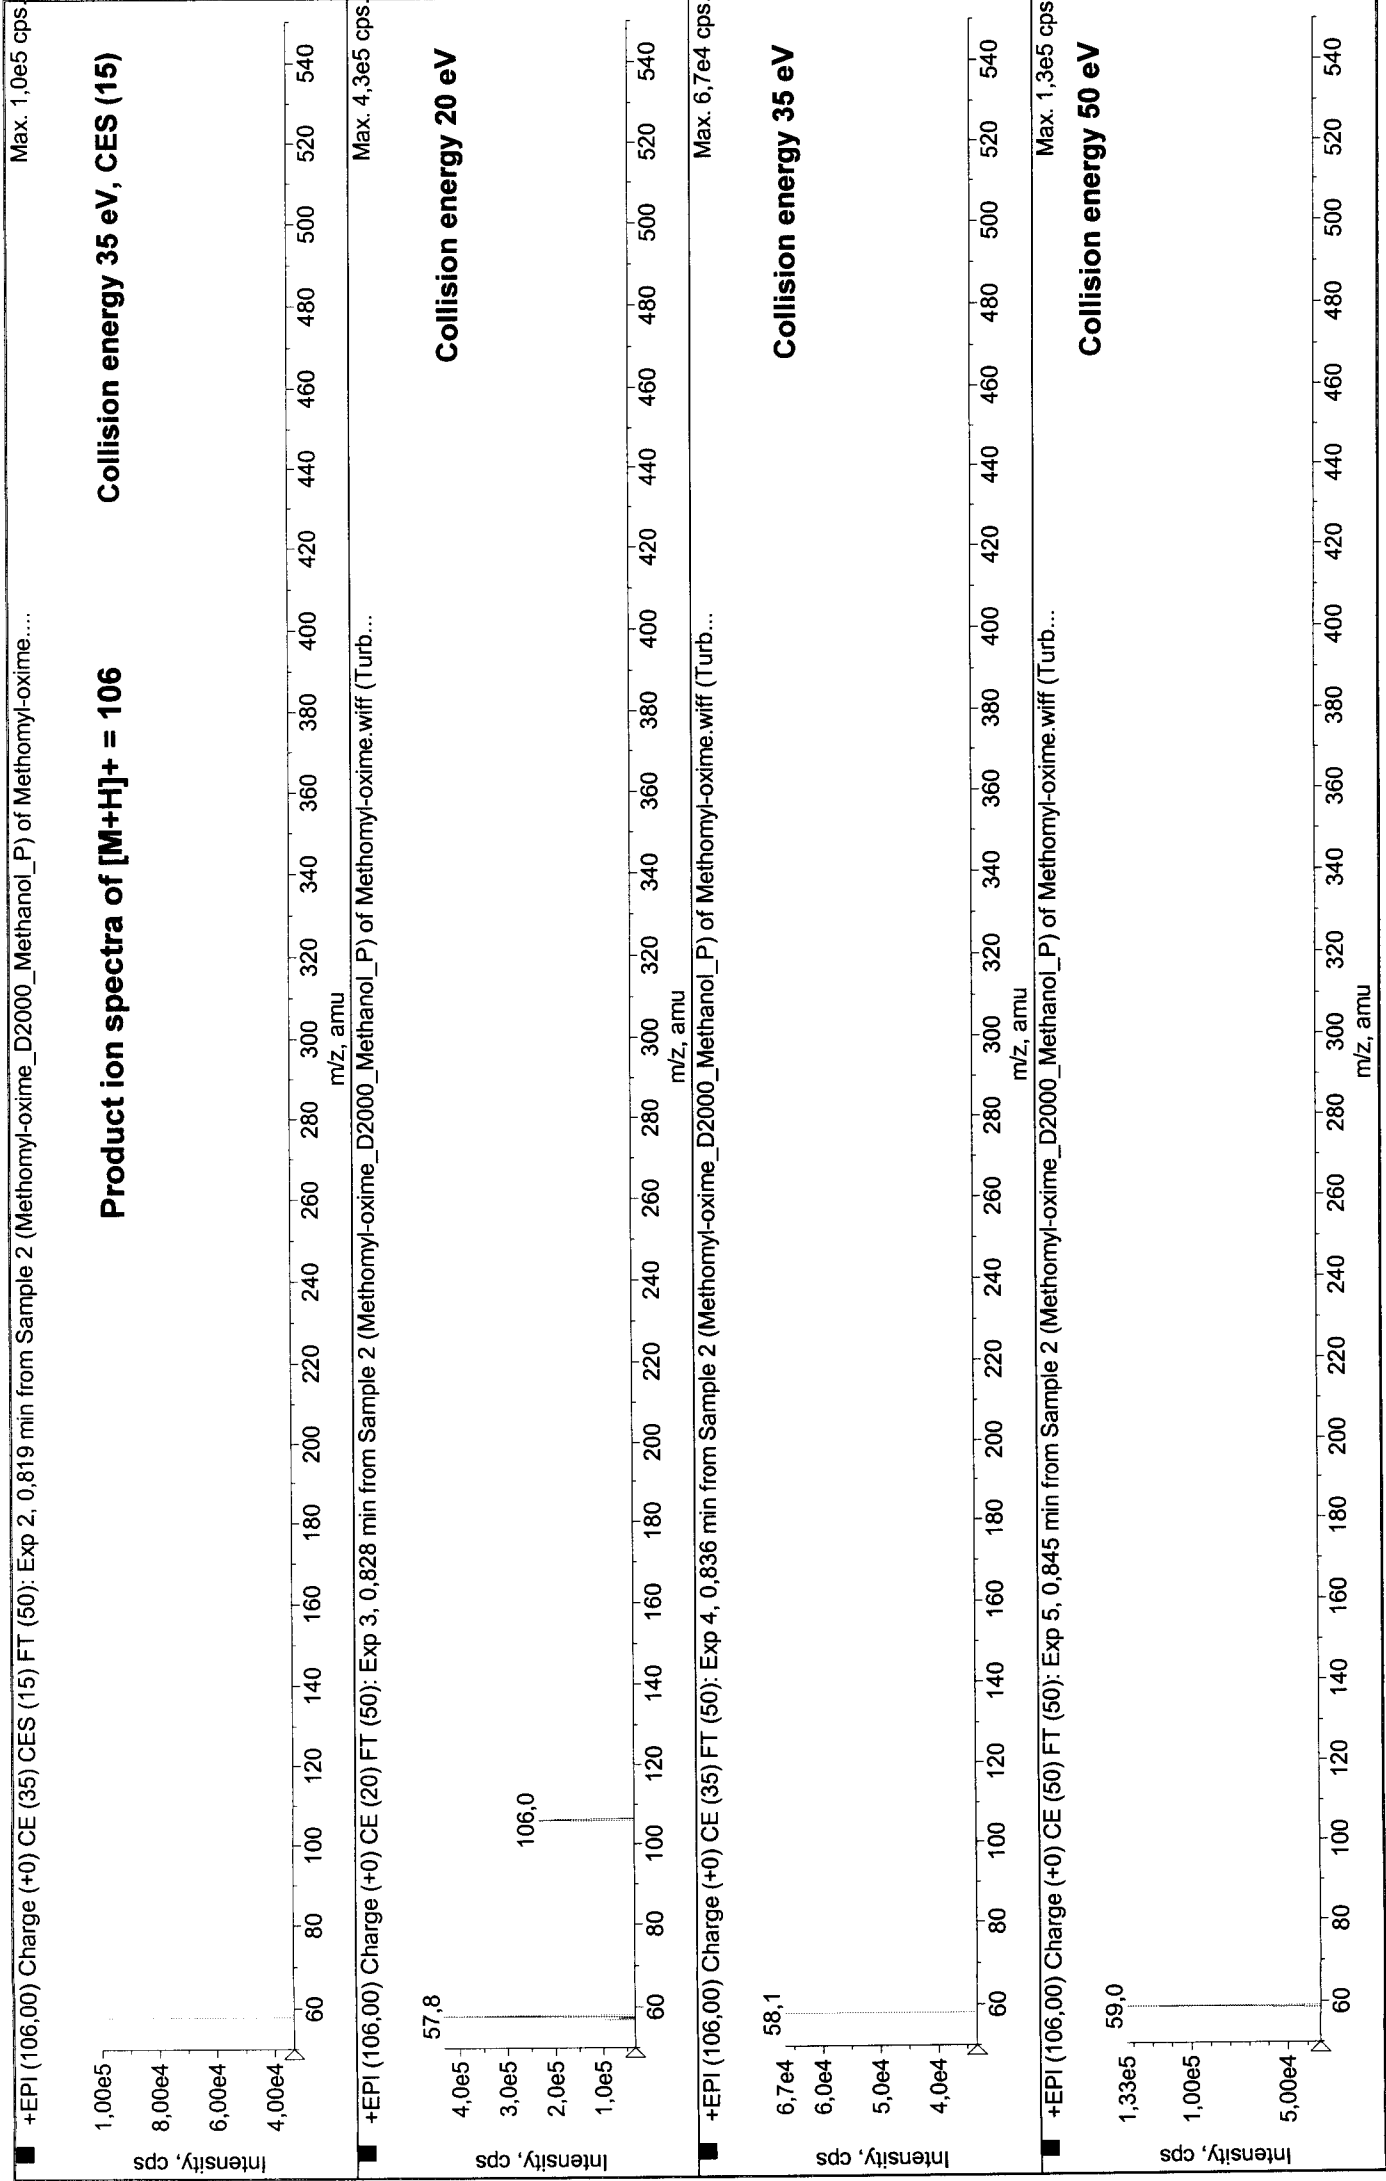 +EPI (106,00) Charge (+0) CE (35) CES (15) FT (50): Exp 2, 0,819 min from Sample 2 (Methomyl-oxime_D2000_Methanol_P) of Methomyl-oxime.... Max. 1,0e5 cps.
Product ion spectra of [M+H]+ = 106
Collision energy 35 eV, CES (15)
Intensity, cps
1,00e5
8,00e4
6,00e4
4,00e4
60 80 100 120 140 160 180 200 220 240 260 280 300 320 340 360 380 400 420 440 460 480 500 520 540
m/z, amu
+EPI (106,00) Charge (+0) CE (20) FT (50): Exp 3, 0,828 min from Sample 2 (Methomyl-oxime_D2000_Methanol_P) of Methomyl-oxime.wiff (Turb... Max. 4,3e5 cps.
Collision energy 20 eV
Intensity, cps
4,0e5
3,0e5
2,0e5
1,0e5
57,8
106,0
60 80 100 120 140 160 180 200 220 240 260 280 300 320 340 360 380 400 420 440 460 480 500 520 540
m/z, amu
+EPI (106,00) Charge (+0) CE (35) FT (50): Exp 4, 0,836 min from Sample 2 (Methomyl-oxime_D2000_Methanol_P) of Methomyl-oxime.wiff (Turb... Max. 6,7e4 cps.
Collision energy 35 eV
Intensity, cps
6,7e4
6,0e4
5,0e4
4,0e4
58,1
60 80 100 120 140 160 180 200 220 240 260 280 300 320 340 360 380 400 420 440 460 480 500 520 540
m/z, amu
+EPI (106,00) Charge (+0) CE (50) FT (50): Exp 5, 0,845 min from Sample 2 (Methomyl-oxime_D2000_Methanol_P) of Methomyl-oxime.wiff (Turb... Max. 1,3e5 cps.
Collision energy 50 eV
Intensity, cps
1,33e5
1,00e5
5,00e4
59,0
60 80 100 120 140 160 180 200 220 240 260 280 300 320 340 360 380 400 420 440 460 480 500 520 540
m/z, amu